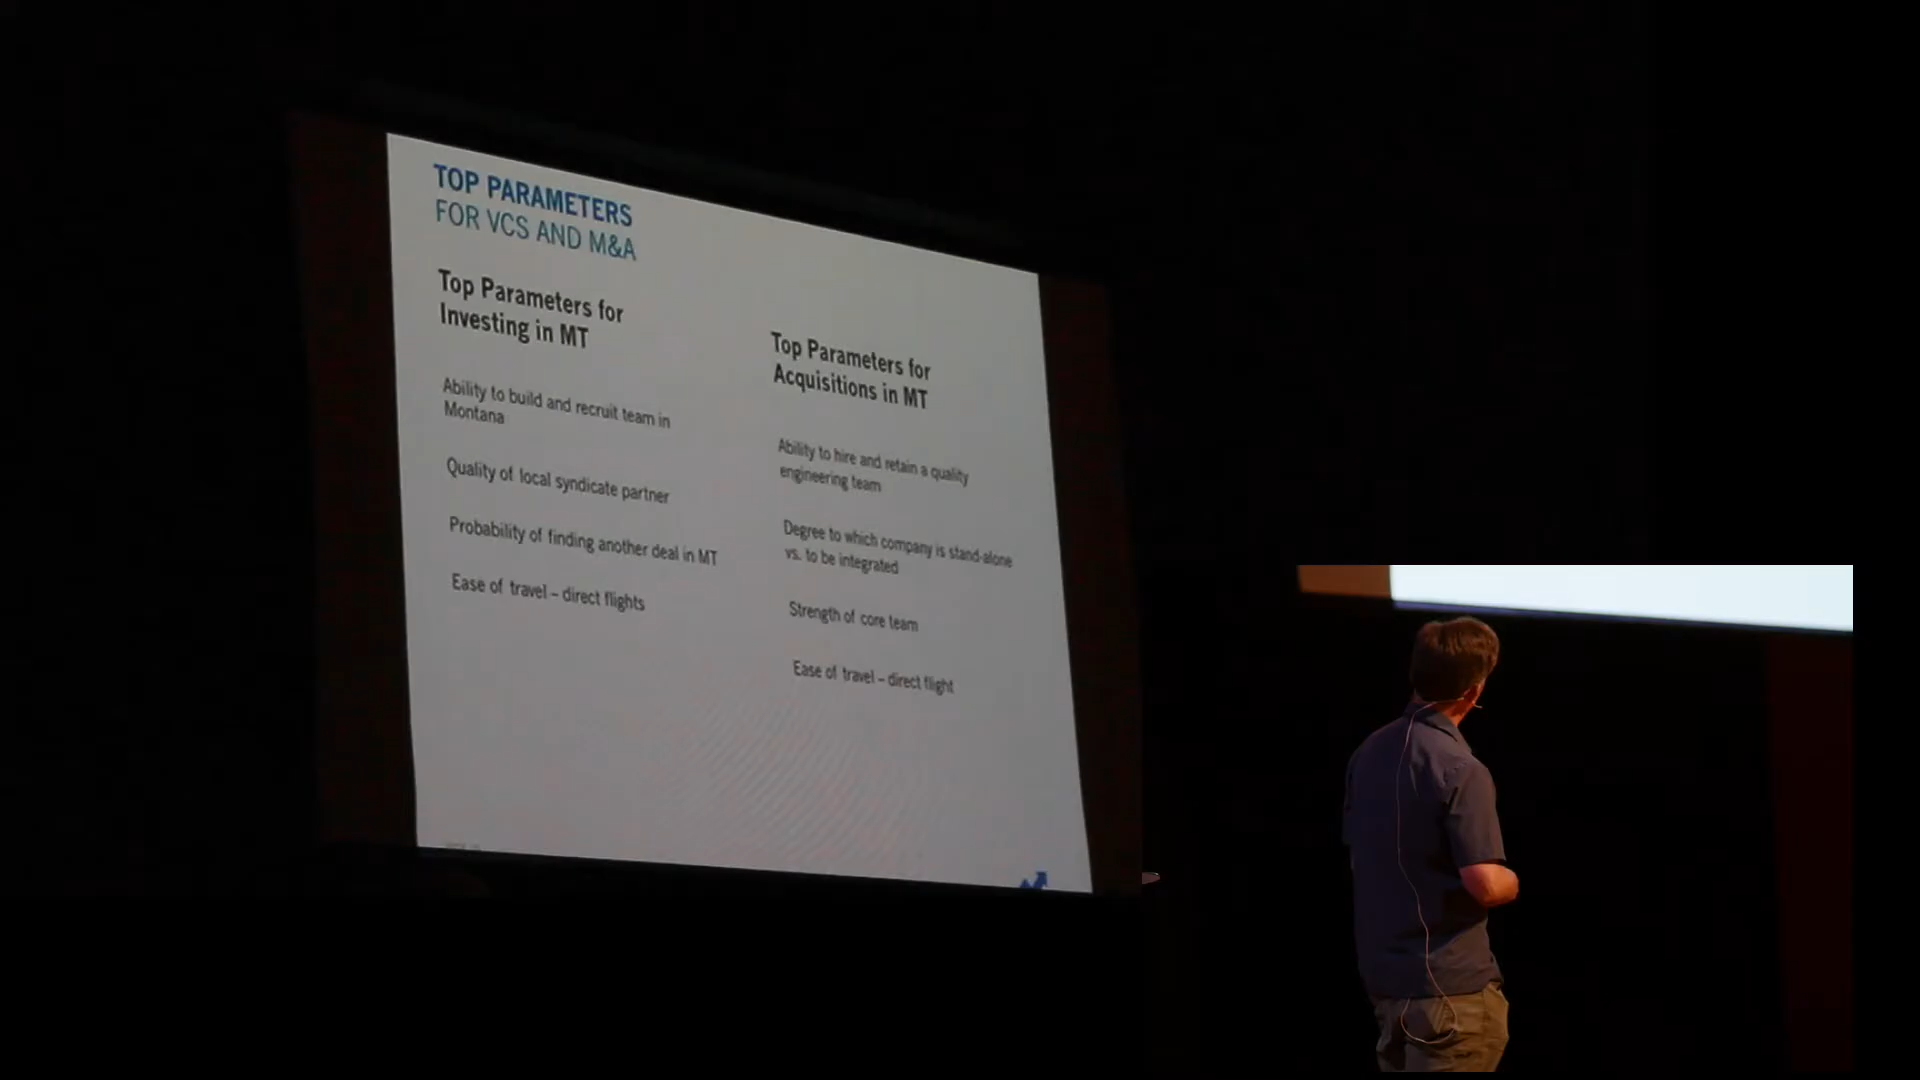 TOP PARAMETERS
FOR VCS AND M&A
Top Parameters for
Investing in MT
Ability to build and recruit team in
Montana
Quality of local syndicate partner
Probability of finding another deal in MT
Ease of travel – direct flights
Top Parameters for
Acquisitions in MT
Ability to hire and retain a quality
engineering team
Degree to which company is stand-alone
vs. to be integrated
Strength of core team
Ease of travel – direct flight